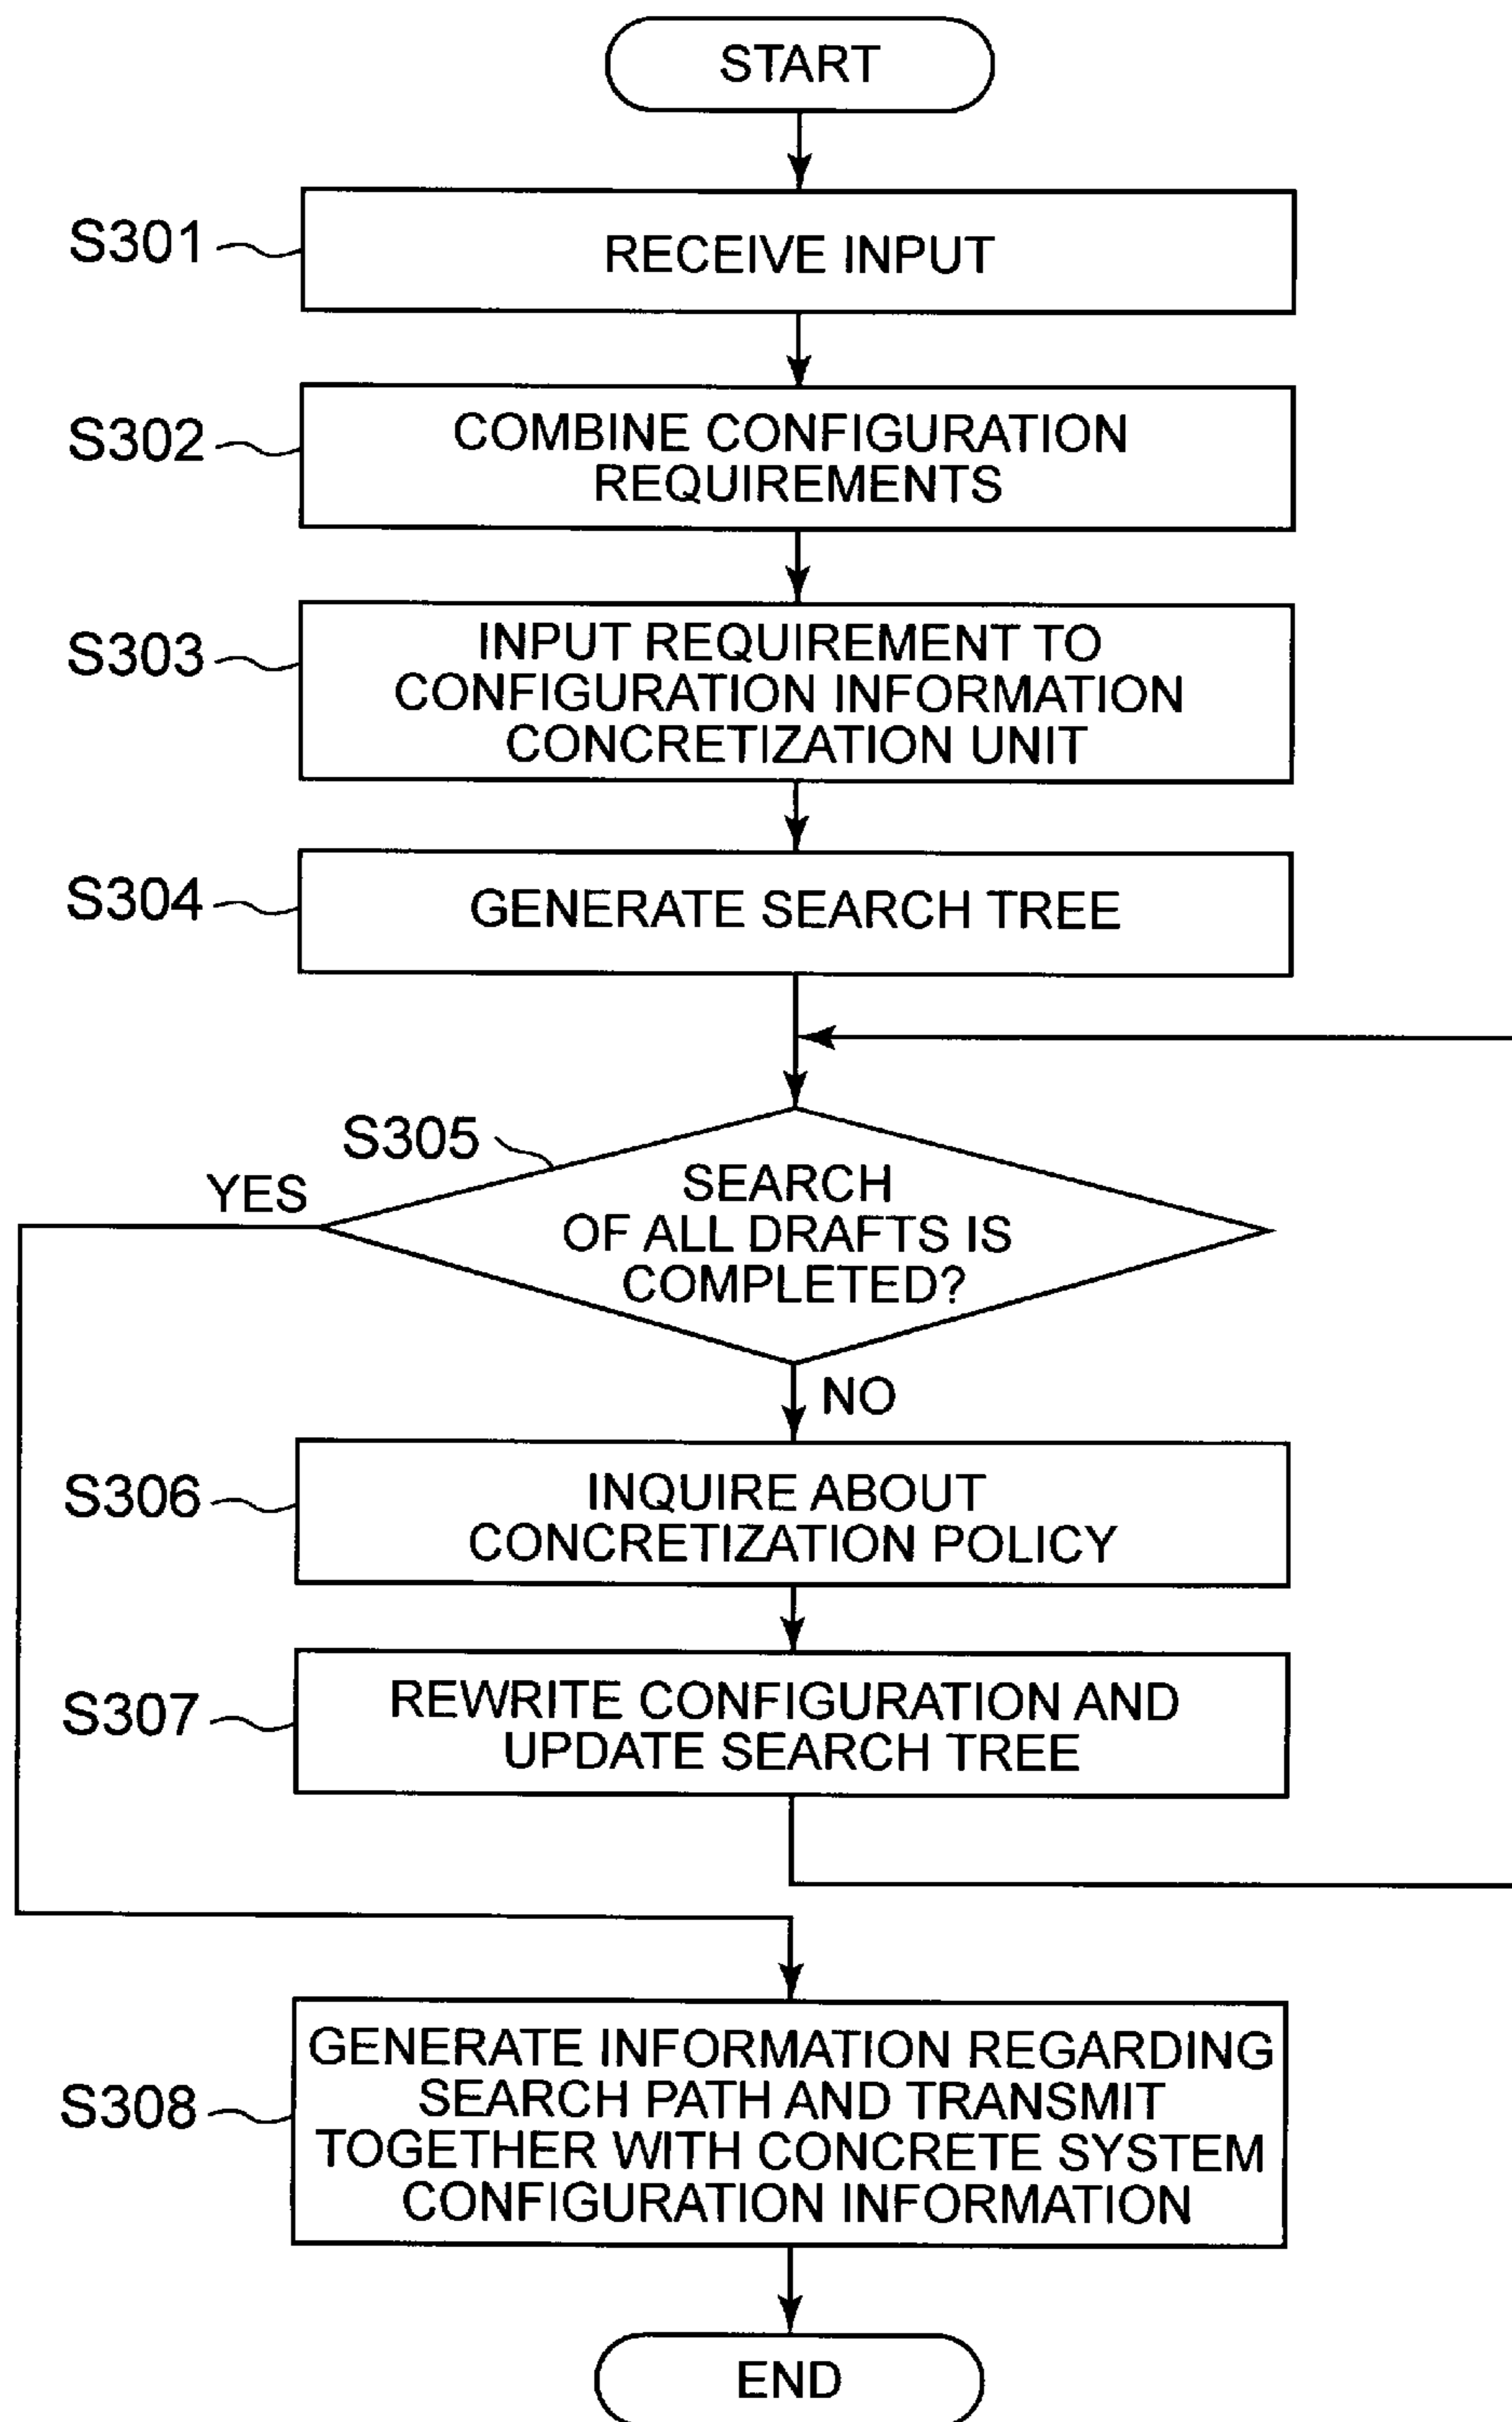 START
S301
RECEIVE INPUT
S302
COMBINE CONFIGURATION
REQUIREMENTS
S303
INPUT REQUIREMENT TO
CONFIGURATION INFORMATION
CONCRETIZATION UNIT
S304
GENERATE SEARCH TREE
S305
YES
SEARCH
OF ALL DRAFTS IS
COMPLETED?
NO
S306
INQUIRE ABOUT
CONCRETIZATION POLICY
S307
REWRITE CONFIGURATION AND
UPDATE SEARCH TREE
S308
GENERATE INFORMATION REGARDING
SEARCH PATH AND TRANSMIT
TOGETHER WITH CONCRETE SYSTEM
CONFIGURATION INFORMATION
END